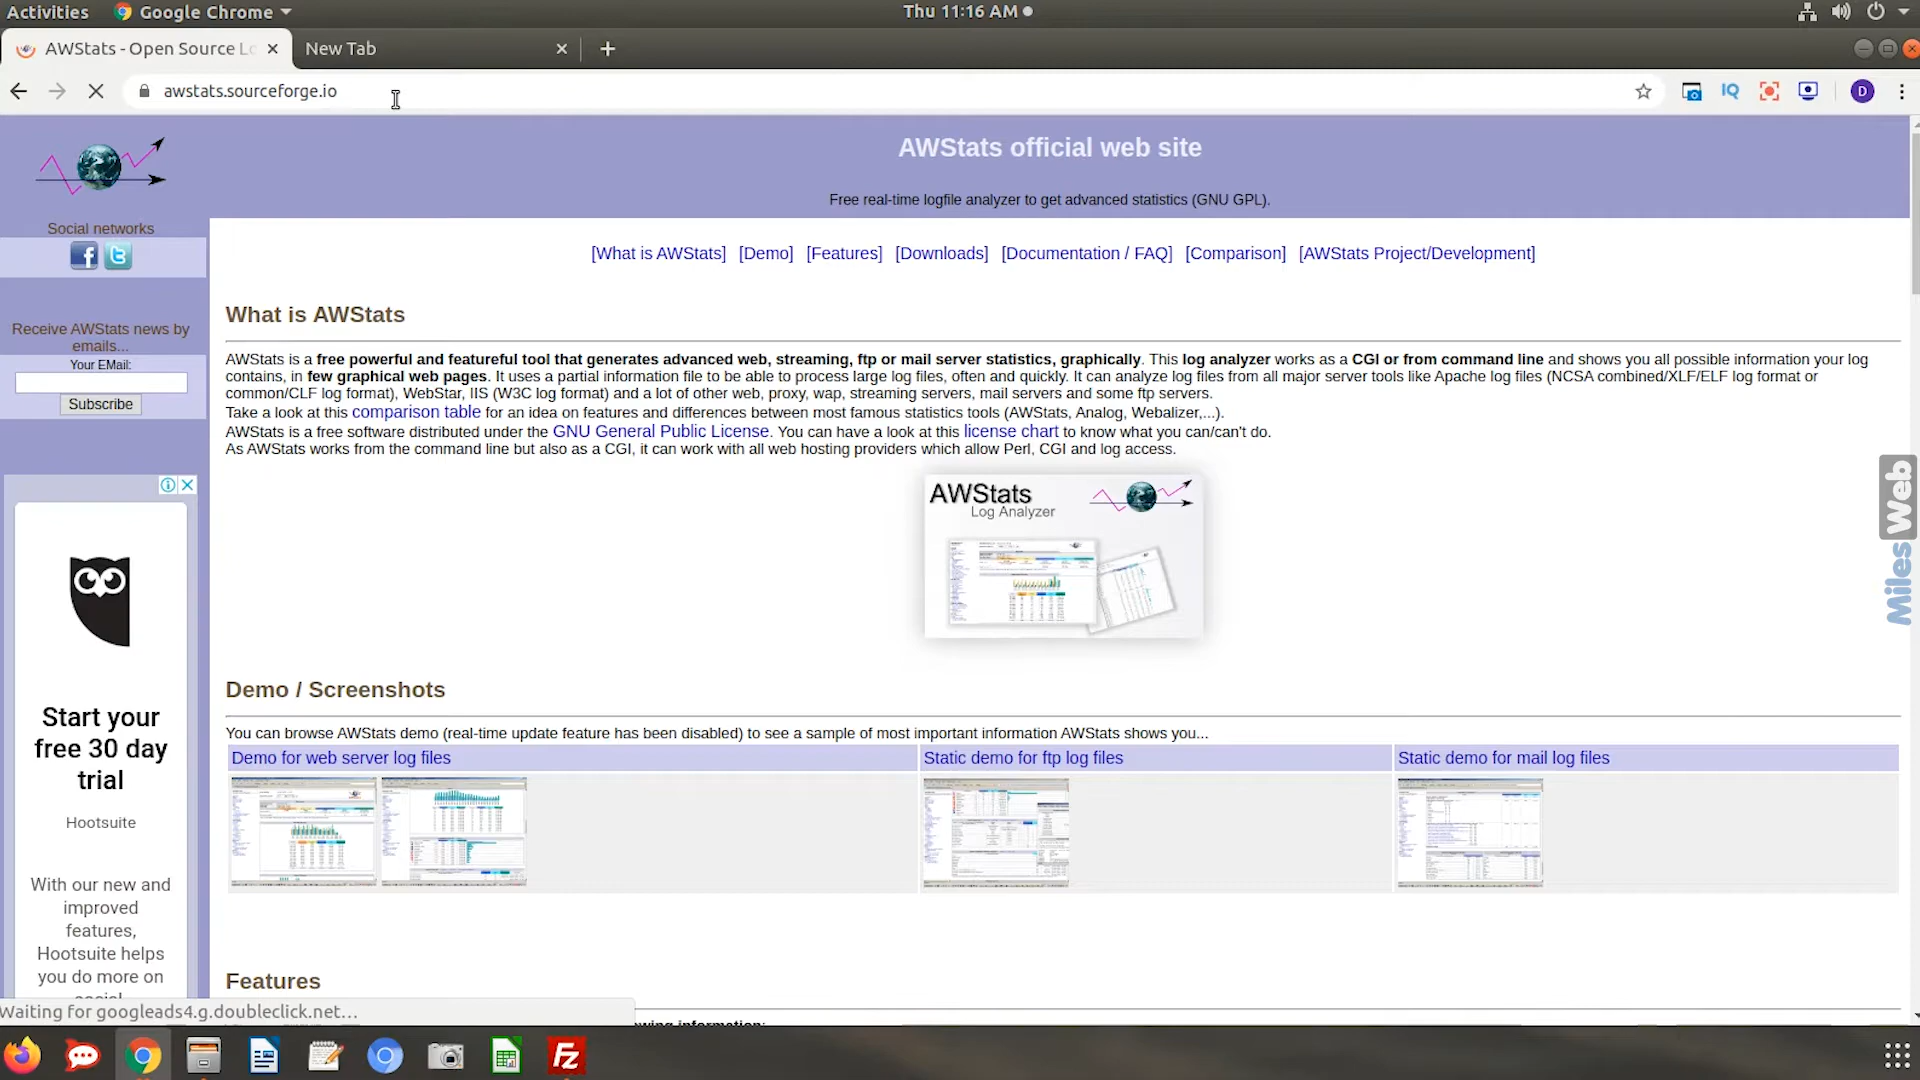 Activities
Google Chrome
Thu 11:16 AM
AWStats - Open Source Lo
New Tab
awstats.sourceforge.io
IQ
D
AWStats official web site
Free real-time logfile analyzer to get advanced statistics (GNU GPL).
Social networks
Receive AWStats news by
emails...
Your EMail:
Subscribe
[What is AWStats] [Demo] [Features] [Downloads] [Documentation / FAQ] [Comparison] [AWStats Project/Development]
What is AWStats
AWStats is a free powerful and featureful tool that generates advanced web, streaming, ftp or mail server statistics, graphically. This log analyzer works as a CGI or from command line and shows you all possible information your log
contains, in few graphical web pages. It uses a partial information file to be able to process large log files, often and quickly. It can analyze log files from all major server tools like Apache log files (NCSA combined/XLF/ELF log format or
common/CLF log format), WebStar, IIS (W3C log format) and a lot of other web, proxy, wap, streaming servers, mail servers and some ftp servers.
Take a look at this comparison table for an idea on features and differences between most famous statistics tools (AWStats, Analog, Webalizer,...).
AWStats is a free software distributed under the GNU General Public License. You can have a look at this license chart to know what you can/can't do.
As AWStats works from the command line but also as a CGI, it can work with all web hosting providers which allow Perl, CGI and log access.
AWStats
Log Analyzer
Start your
free 30 day
trial
Hootsuite
With our new and
improved
features,
Hootsuite helps
you do more on
Demo / Screenshots
You can browse AWStats demo (real-time update feature has been disabled) to see a sample of most important information AWStats shows you...
Demo for web server log files
Static demo for ftp log files
Static demo for mail log files
Features
Waiting for googleads4.g.doubleclick.net...
MilesWeb
Fz